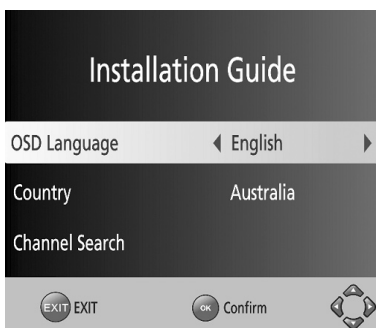 Installation Guide
OSD Language English
Country Australia
Channel Search
EXIT EXIT OK Confirm